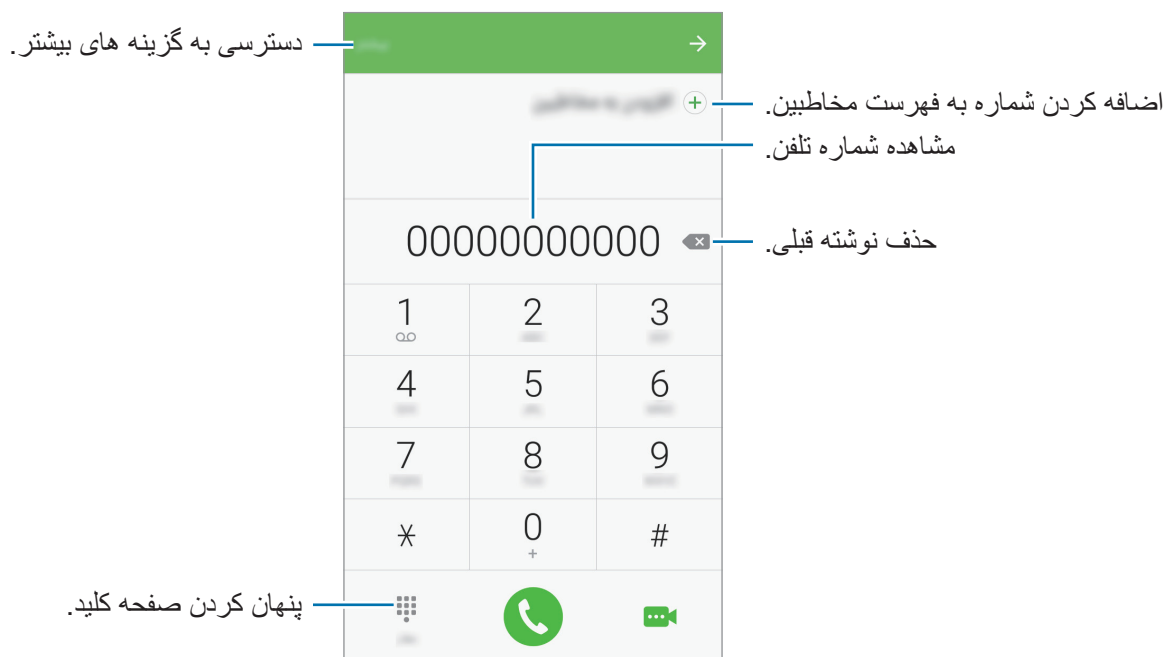 دسترسی به گزینه های بیشتر.
اضافه کردن شماره به فهرست مخاطبین.
مشاهده شماره تلفن.
00000000000
حذف نوشته قبلی.
1 2 3
4 5 6
7 8 9
* 0 #
+
پنهان کردن صفحه کلید.